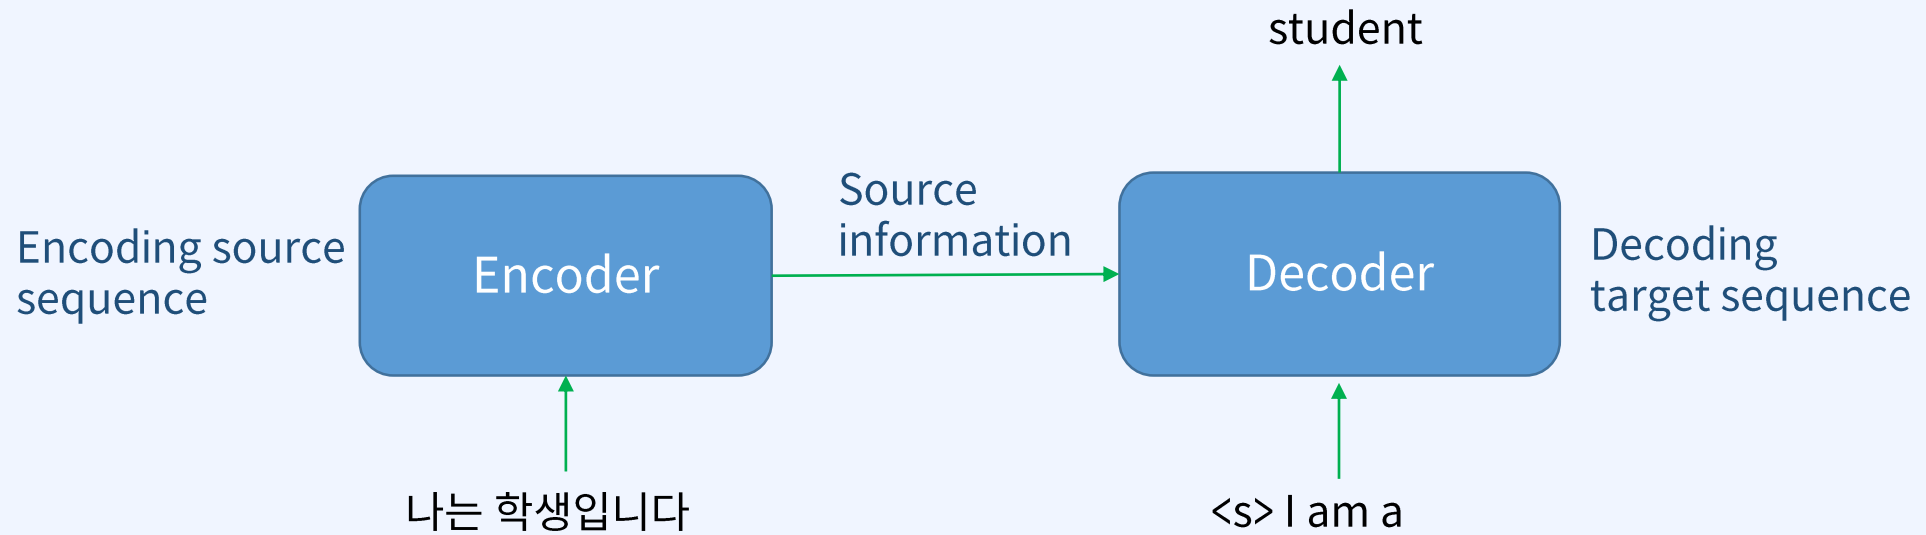 student
Encoding source
sequence
Encoder
Source
information
Decoder
Decoding
target sequence
나는 학생입니다
<s> I am a